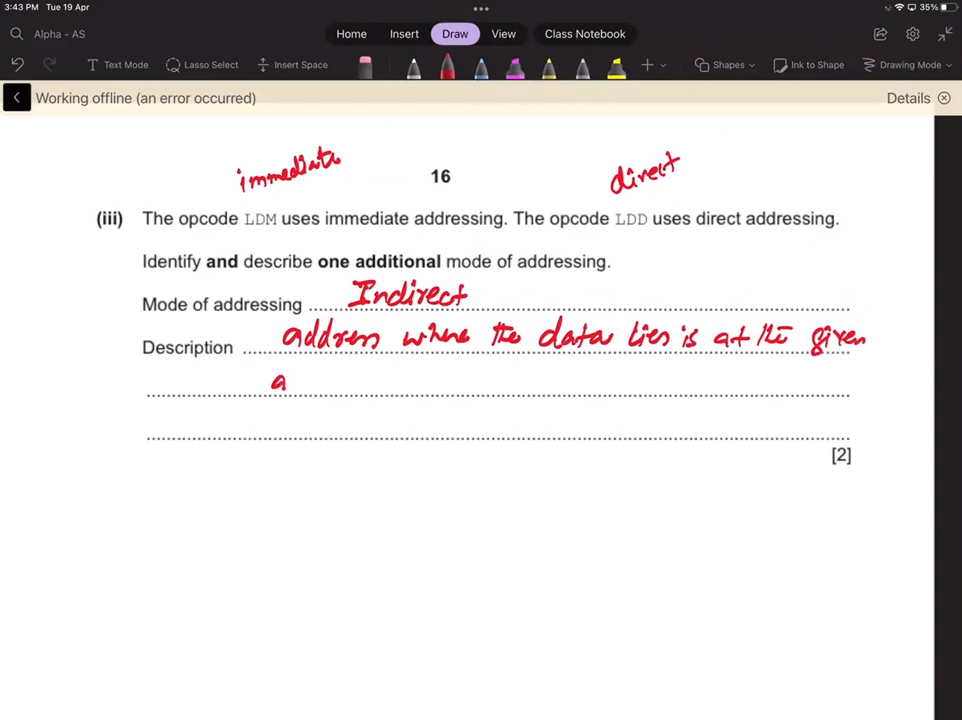 3:43 PM Tue 19 Apr
35%
Alpha - AS
Home Insert Draw View Class Notebook
Text Mode Lasso Select Insert Space Shapes Ink to Shape Drawing Mode
Working offline (an error occurred) Details
immediate direct
16
(iii) The opcode LDM uses immediate addressing. The opcode LDD uses direct addressing.
Identify and describe one additional mode of addressing.
Mode of addressing Indirect
Description address where the data lies is at the given
a
[2]